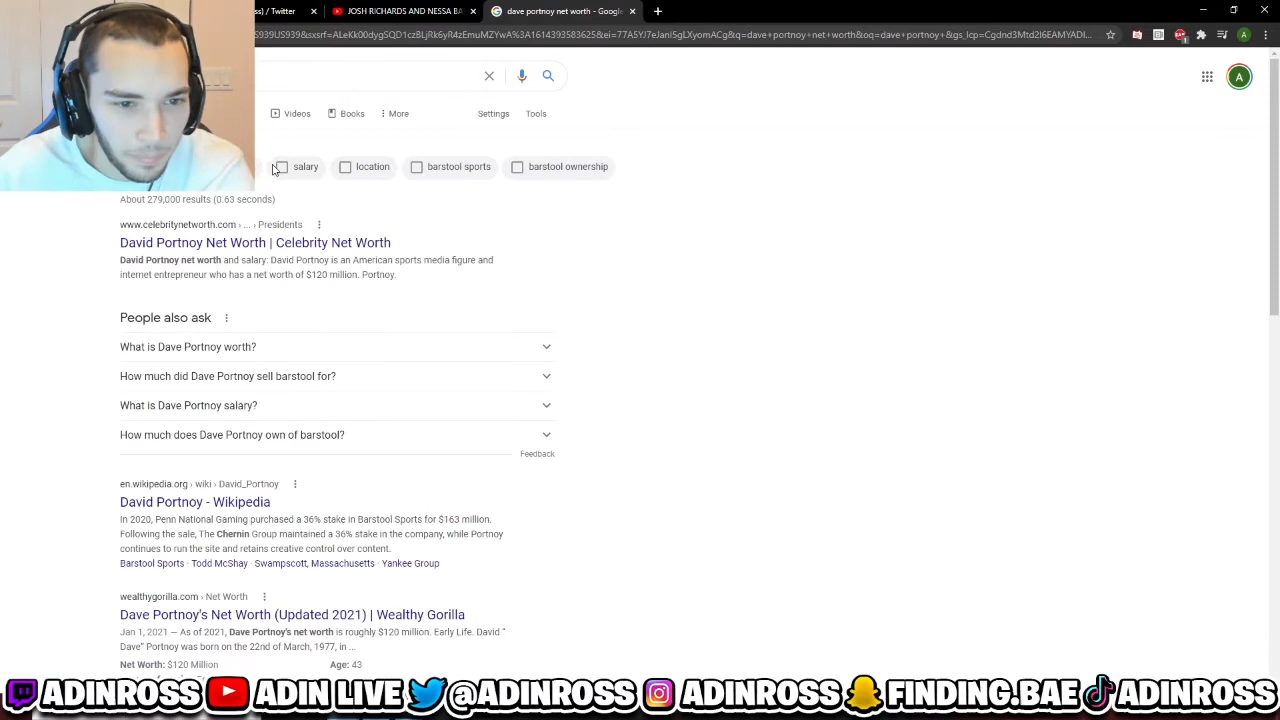 s) / Twitter
JOSH RICHARDS AND NESSA BA
dave portnoy net worth - Google
Videos
Books
More
Settings
Tools
salary
location
barstool sports
barstool ownership
About 279,000 results (0.63 seconds)
www.celebritynetworth.com › ... › Presidents
David Portnoy Net Worth | Celebrity Net Worth
David Portnoy net worth and salary: David Portnoy is an American sports media figure and
internet entrepreneur who has a net worth of $120 million. Portnoy.
People also ask
What is Dave Portnoy worth?
How much did Dave Portnoy sell barstool for?
What is Dave Portnoy salary?
How much does Dave Portnoy own of barstool?
Feedback
en.wikipedia.org › wiki › David_Portnoy
David Portnoy - Wikipedia
In 2020, Penn National Gaming purchased a 36% stake in Barstool Sports for $163 million.
Following the sale, The Chernin Group maintained a 36% stake in the company, while Portnoy
continues to run the site and retains creative control over content.
Barstool Sports · Todd McShay · Swampscott, Massachusetts · Yankee Group
wealthygorilla.com › Net Worth
Dave Portnoy's Net Worth (Updated 2021) | Wealthy Gorilla
Jan 1, 2021 — As of 2021, Dave Portnoy's net worth is roughly $120 million. Early Life. David "
Dave" Portnoy was born on the 22nd of March, 1977, in ...
Net Worth: $120 Million
Age: 43
ADINROSS
ADIN LIVE
@ADINROSS
ADINROSS
FINDING.BAE
ADINROSS